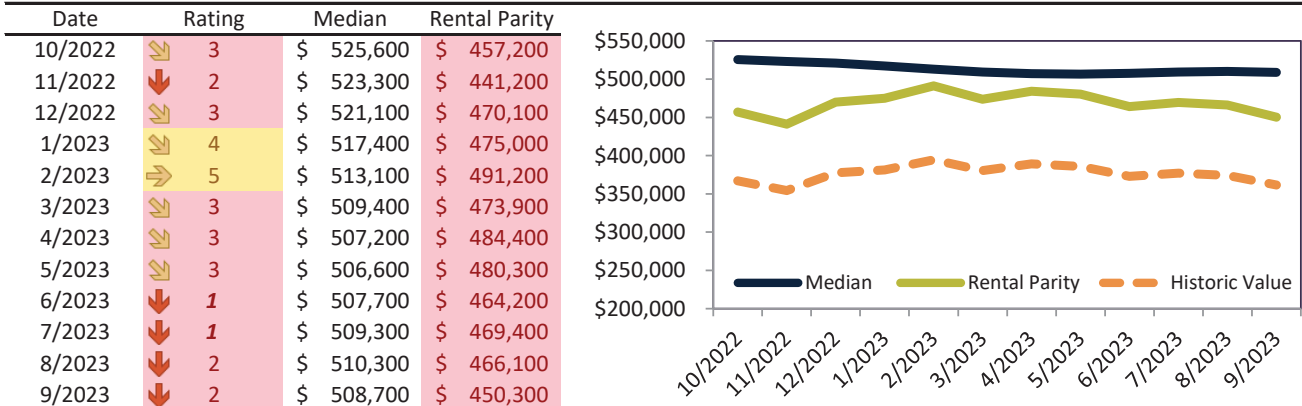 Date Rating Median Rental Parity
10/2022 3 $ 525,600 $ 457,200
11/2022 2 $ 523,300 $ 441,200
12/2022 3 $ 521,100 $ 470,100
1/2023 4 $ 517,400 $ 475,000
2/2023 5 $ 513,100 $ 491,200
3/2023 3 $ 509,400 $ 473,900
4/2023 3 $ 507,200 $ 484,400
5/2023 3 $ 506,600 $ 480,300
6/2023 1 $ 507,700 $ 464,200
7/2023 1 $ 509,300 $ 469,400
8/2023 2 $ 510,300 $ 466,100
9/2023 2 $ 508,700 $ 450,300
$550,000
$500,000
$450,000
$400,000
$350,000
$300,000
$250,000
$200,000
Median Rental Parity Historic Value
10/2022 11/2022 12/2022 1/2023 2/2023 3/2023 4/2023 5/2023 6/2023 7/2023 8/2023 9/2023